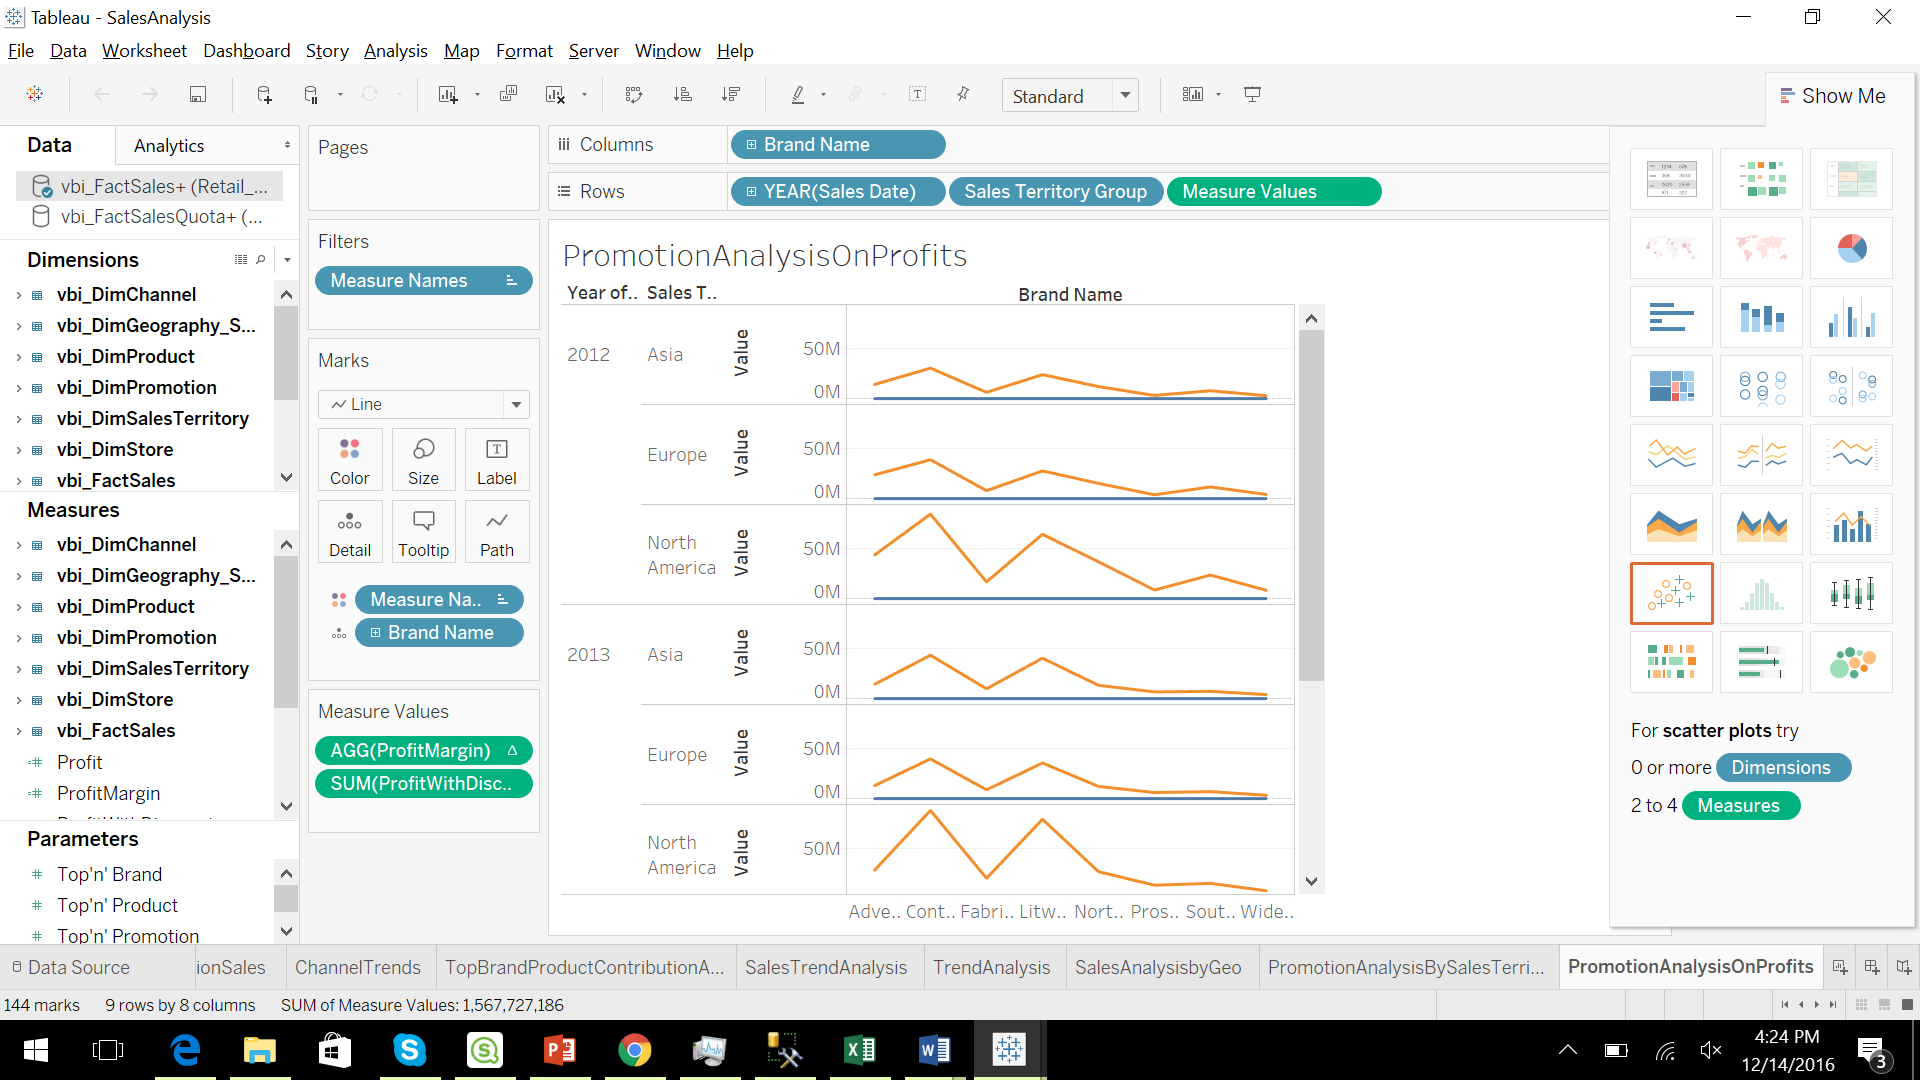 Tableau - SalesAnalysis
File Data Worksheet Dashboard Story Analysis Map Format Server Window Help
Standard
Show Me
Data Analytics
vbi_FactSales+ (Retail_...
vbi_FactSalesQuota+ (...
Dimensions
vbi_DimChannel
vbi_DimGeography_S...
vbi_DimProduct
vbi_DimPromotion
vbi_DimSalesTerritory
vbi_DimStore
vbi_FactSales
Measures
vbi_DimChannel
vbi_DimGeography_S...
vbi_DimProduct
vbi_DimPromotion
vbi_DimSalesTerritory
vbi_DimStore
vbi_FactSales
Profit
ProfitMargin
Parameters
Top'n' Brand
Top'n' Product
Top'n' Promotion
Pages
Filters
Measure Names
Marks
Line
Color Size Label
Detail Tooltip Path
Measure Na..
Brand Name
Measure Values
AGG(ProfitMargin) Δ
SUM(ProfitWithDisc..
Columns Brand Name
Rows YEAR(Sales Date) Sales Territory Group Measure Values
PromotionAnalysisOnProfits
Year of.. Sales T.. Brand Name
2012 Asia Value 50M 0M
Europe Value 50M 0M
North America Value 50M 0M
2013 Asia Value 50M 0M
Europe Value 50M 0M
North America Value 50M
Adve.. Cont.. Fabri.. Litw.. Nort.. Pros.. Sout.. Wide..
For scatter plots try
0 or more Dimensions
2 to 4 Measures
Data Source ionSales ChannelTrends TopBrandProductContributionA... SalesTrendAnalysis TrendAnalysis SalesAnalysisbyGeo PromotionAnalysisBySalesTerri... PromotionAnalysisOnProfits
144 marks 9 rows by 8 columns SUM of Measure Values: 1,567,727,186
4:24 PM
12/14/2016
3